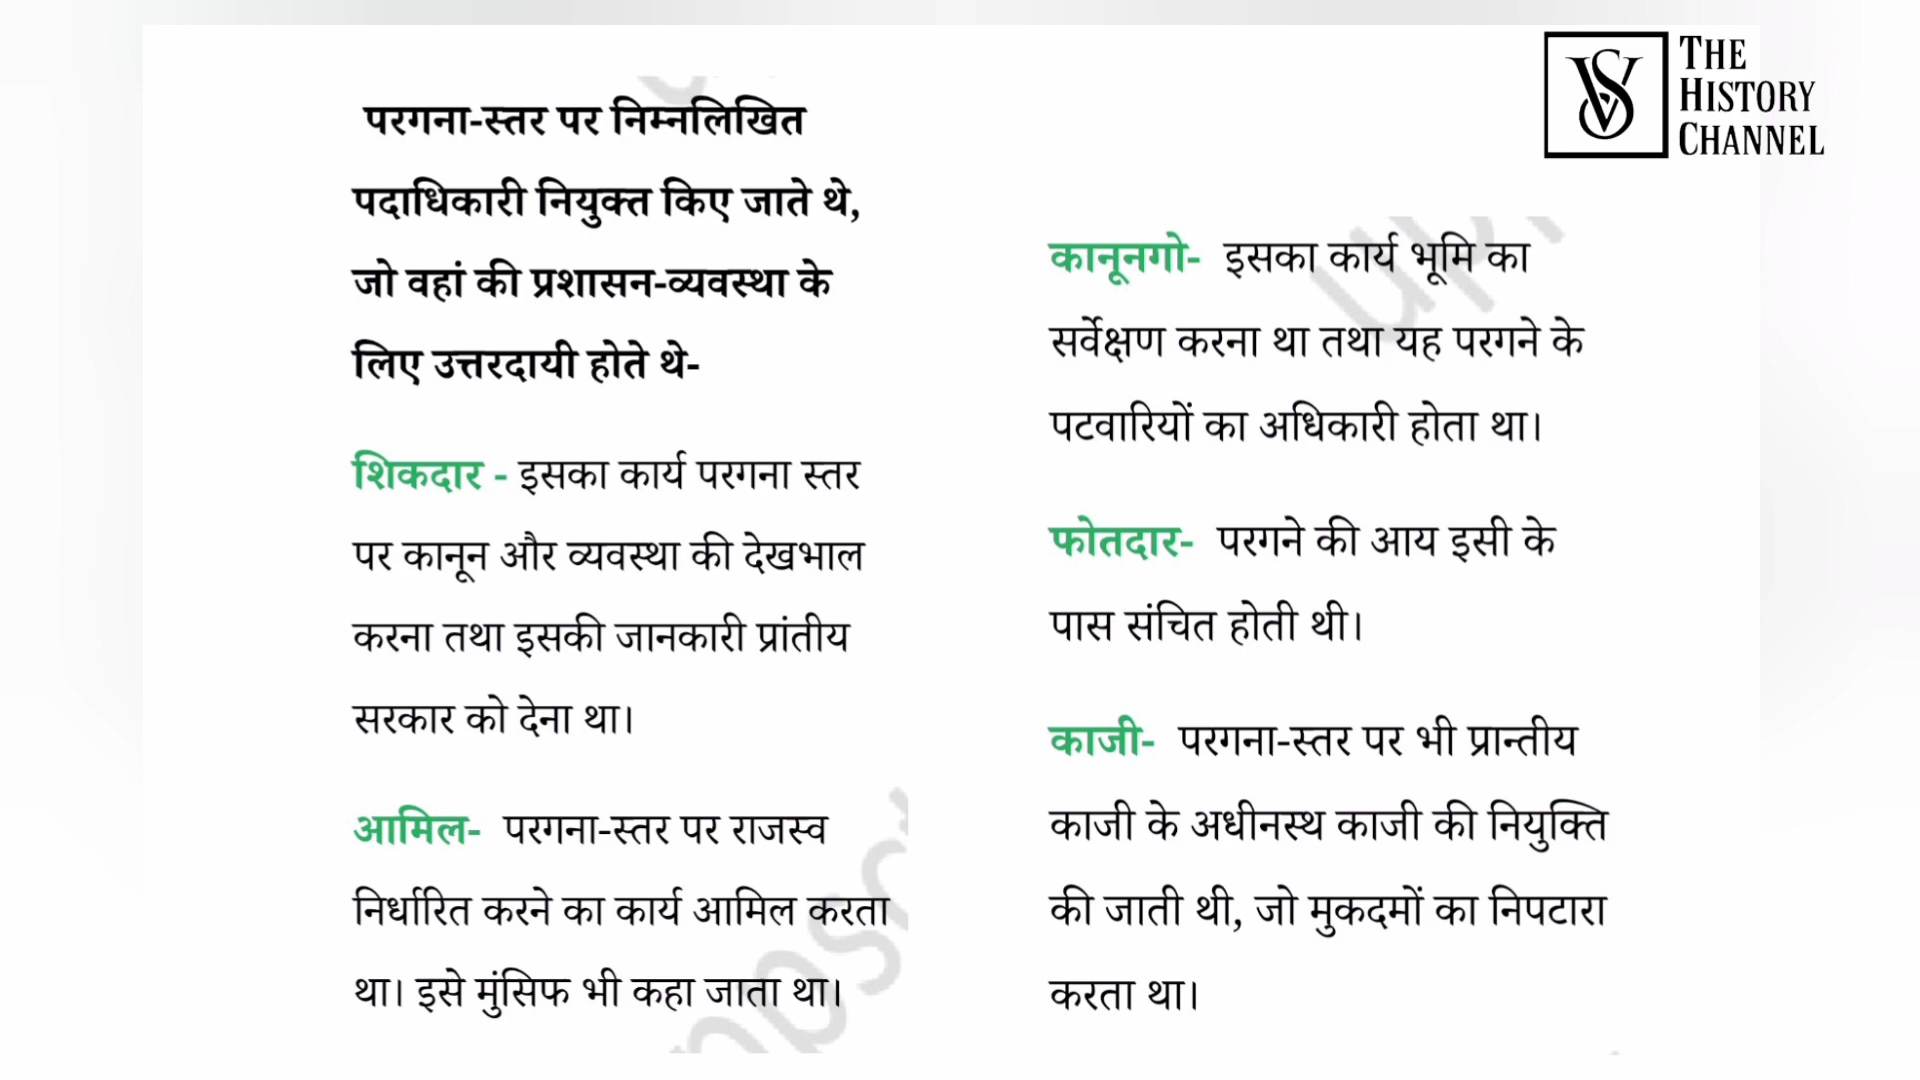 परगना-स्तर पर निम्नलिखित
पदाधिकारी नियुक्त किए जाते थे,
जो वहां की प्रशासन-व्यवस्था के
लिए उत्तरदायी होते थे-
शिकदार - इसका कार्य परगना स्तर
पर कानून और व्यवस्था की देखभाल
करना तथा इसकी जानकारी प्रांतीय
सरकार को देना था।
आमिल- परगना-स्तर पर राजस्व
निर्धारित करने का कार्य आमिल करता
था। इसे मुंसिफ भी कहा जाता था।
कानूनगो- इसका कार्य भूमि का
सर्वेक्षण करना था तथा यह परगने के
पटवारियों का अधिकारी होता था।
फोतदार- परगने की आय इसी के
पास संचित होती थी।
काजी- परगना-स्तर पर भी प्रान्तीय
काजी के अधीनस्थ काजी की नियुक्ति
की जाती थी, जो मुकदमों का निपटारा
करता था।
VS
THE
HISTORY
CHANNEL